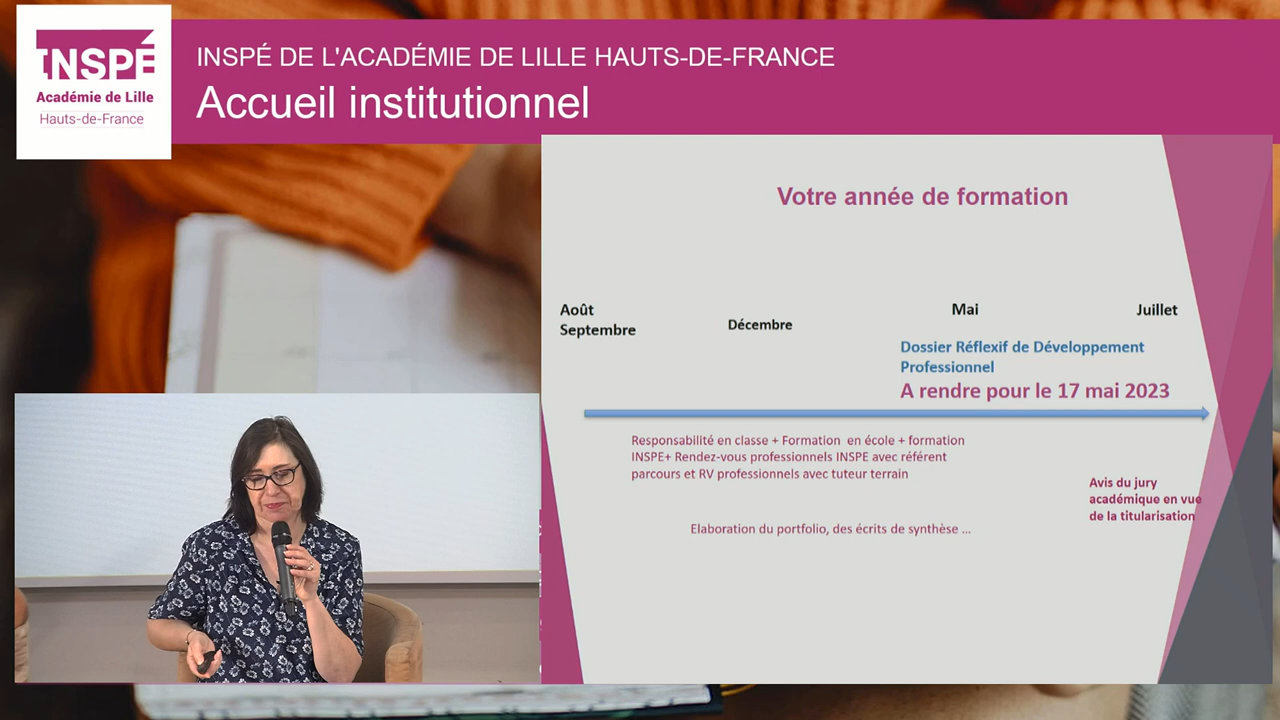 INSPÉ
Académie de Lille
Hauts-de-France
INSPÉ DE L'ACADÉMIE DE LILLE HAUTS-DE-FRANCE
Accueil institutionnel
Votre année de formation
Août
Septembre
Décembre
Mai
Juillet
Dossier Réflexif de Développement
Professionnel
A rendre pour le 17 mai 2023
Responsabilité en classe + Formation en école + formation
INSPE+ Rendez-vous professionnels INSPE avec référent
parcours et RV professionnels avec tuteur terrain
Avis du jury
académique en vue
de la titularisation
Elaboration du portfolio, des écrits de synthèse ...